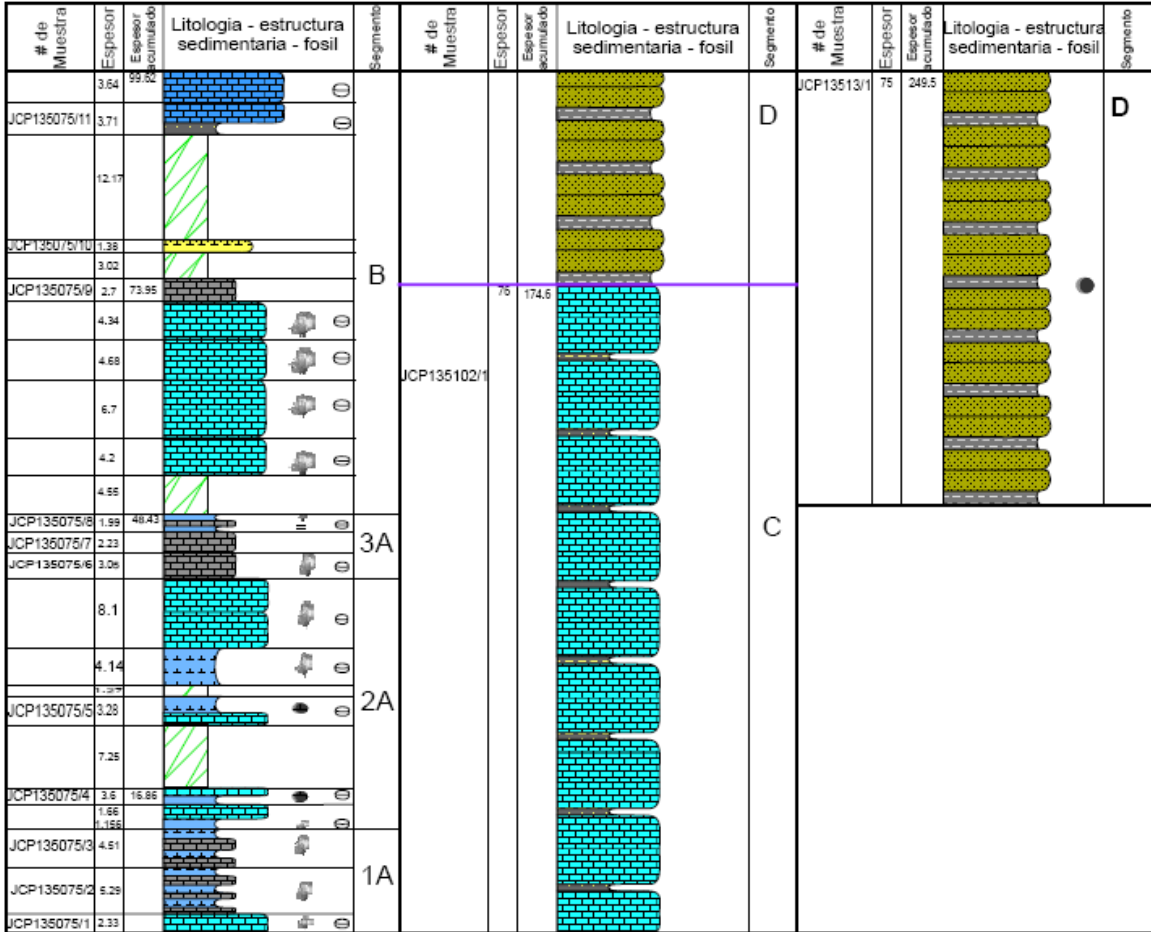 # de Muestra
Espesor
Espesor acumulado
Litologia - estructura
sedimentaria - fosil
Segmento
# de Muestra
Espesor
Espesor acumulado
Litologia - estructura
sedimentaria - fosil
Segmento
# de Muestra
Espesor
Espesor acumulado
Litologia - estructura
sedimentaria - fosil
Segmento
3.64 99.62
JCP135075/11 3.71
12.17
JCP135075/10 1.38
3.02
B
JCP135075/9 2.7 73.95
4.34
4.68
6.7
4.2
4.55
JCP135075/8 1.99 48.43
3A
JCP135075/7 2.23
JCP135075/6 3.05
8.1
4.14
2A
JCP135075/5 3.28
7.25
JCP135075/4 3.6 16.86
1.66
1.156
JCP135075/3 4.51
1A
JCP135075/2 5.29
JCP135075/1 2.33
D
75 174.6
JCP135102/1
C
JCP13513/1 75 249.5
D